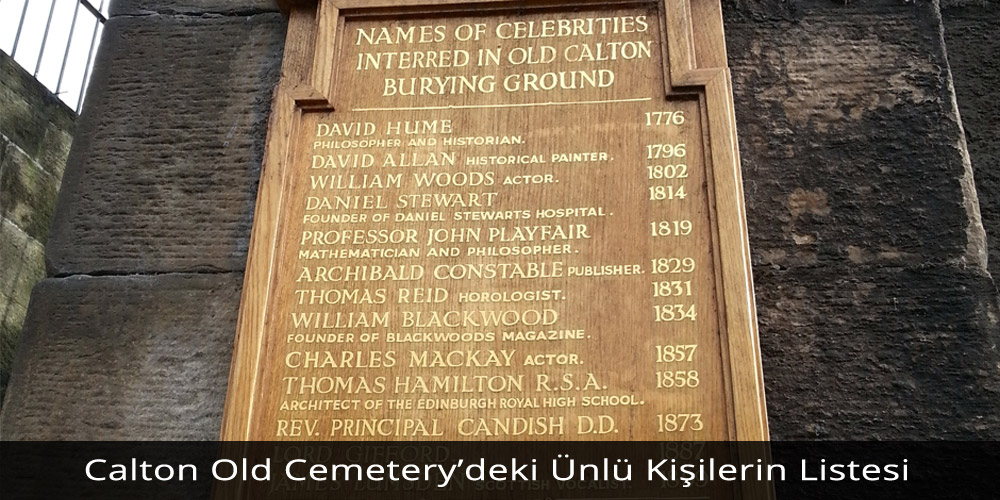 NAMES OF CELEBRITIES
INTERRED IN OLD CALTON
BURYING GROUND
DAVID HUME 1776
PHILOSOPHER AND HISTORIAN.
DAVID ALLAN HISTORICAL PAINTER. 1796
WILLIAM WOODS ACTOR. 1802
DANIEL STEWART 1814
FOUNDER OF DANIEL STEWARTS HOSPITAL.
PROFESSOR JOHN PLAYFAIR 1819
MATHEMATICIAN AND PHILOSOPHER.
ARCHIBALD CONSTABLE PUBLISHER. 1829
THOMAS REID HOROLOGIST. 1831
WILLIAM BLACKWOOD 1834
FOUNDER OF BLACKWOODS MAGAZINE.
CHARLES MACKAY ACTOR. 1857
THOMAS HAMILTON R.S.A. 1858
ARCHITECT OF THE EDINBURGH ROYAL HIGH SCHOOL.
REV. PRINCIPAL CANDISH D.D. 1873
LORD GIFFORD 1887
Calton Old Cemetery’deki Ünlü Kişilerin Listesi